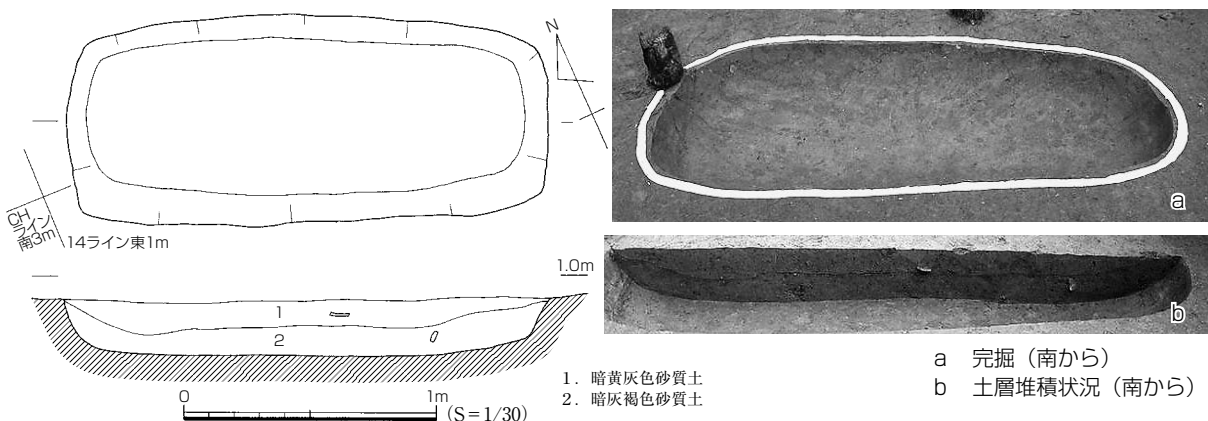 N
CH
ライン
南3m
14ライン東1m
1.0m
1
2
0
1m
(S=1/30)
1. 暗黄灰色砂質土
2. 暗灰褐色砂質土
a
b
a 完掘（南から）
b 土層堆積状況（南から）